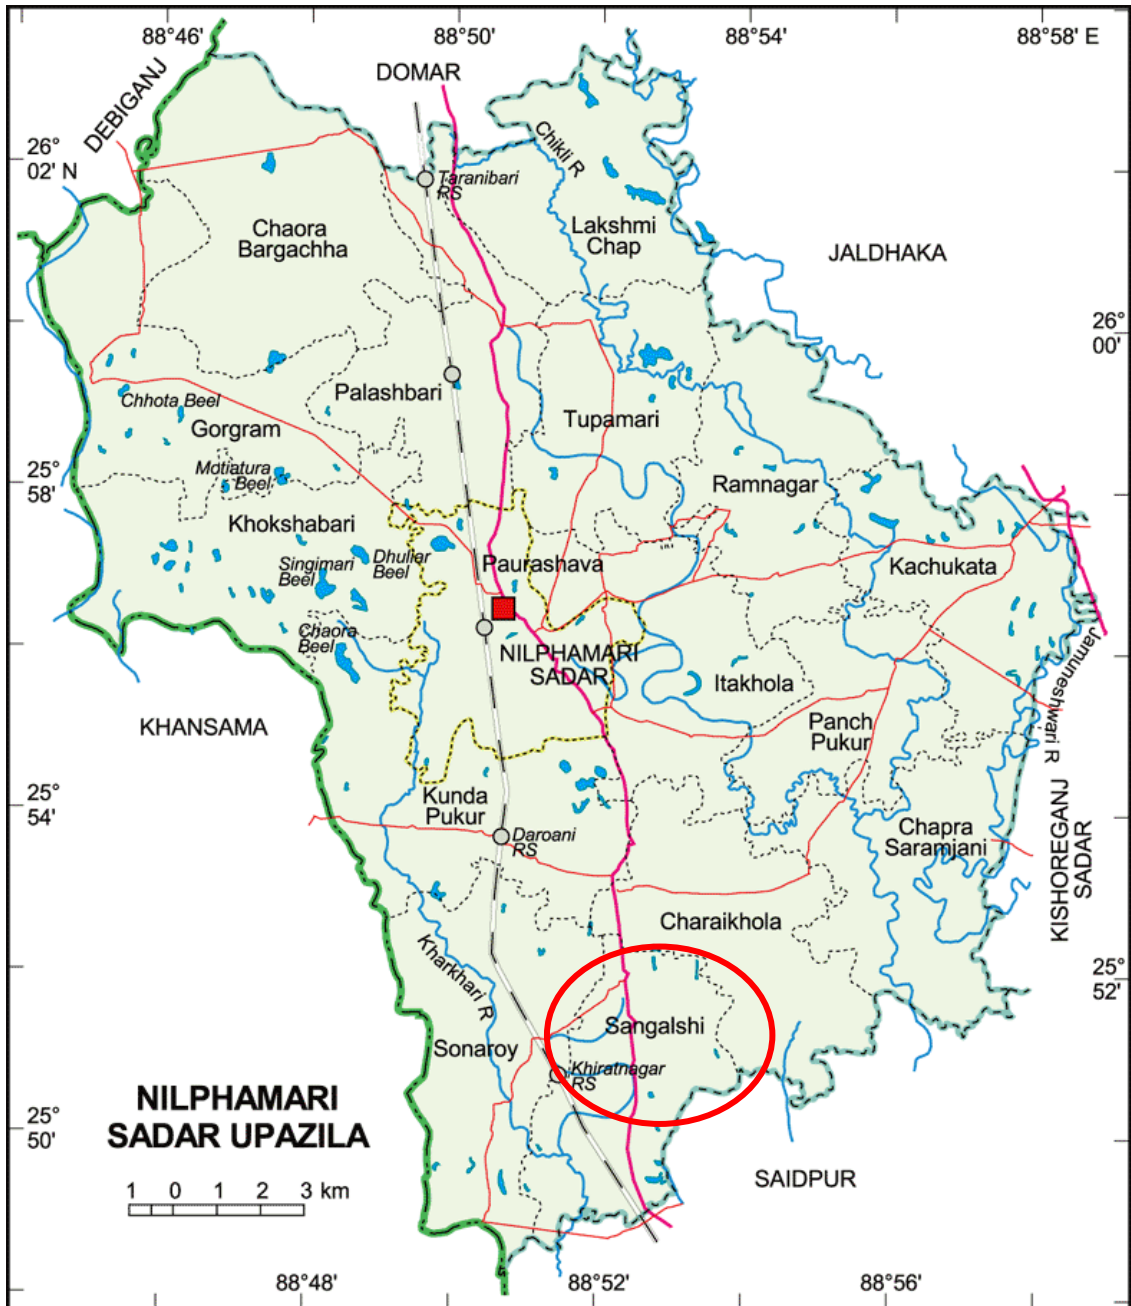 88°46'
88°50'
88°54'
88°58' E
DOMAR
DEBIGANJ
26°
02' N
Chikli R
Taranibari
RS
Chaora
Bargachha
Lakshmi
Chap
JALDHAKA
26°
00'
Palashbari
Chhota Beel
Gorgram
Tupamari
Motiatura
Beel
25°
58'
Ramnagar
Khokshabari
Dhuliar
Beel
Singimari
Beel
Paurashava
Kachukata
Chaora
Beel
NILPHAMARI
SADAR
Itakhola
Jamuneshwari R
KHANSAMA
Panch
Pukur
25°
54'
Kunda
Pukur
Daroani
RS
Chapra
Saramjani
KISHOREGANJ
SADAR
Charaikhola
Kharkhari R
25°
52'
Sangalshi
Sonaroy
Khiratnagar
RS
NILPHAMARI
SADAR UPAZILA
25°
50'
SAIDPUR
1 0 1 2 3 km
88°48'
88°52'
88°56'